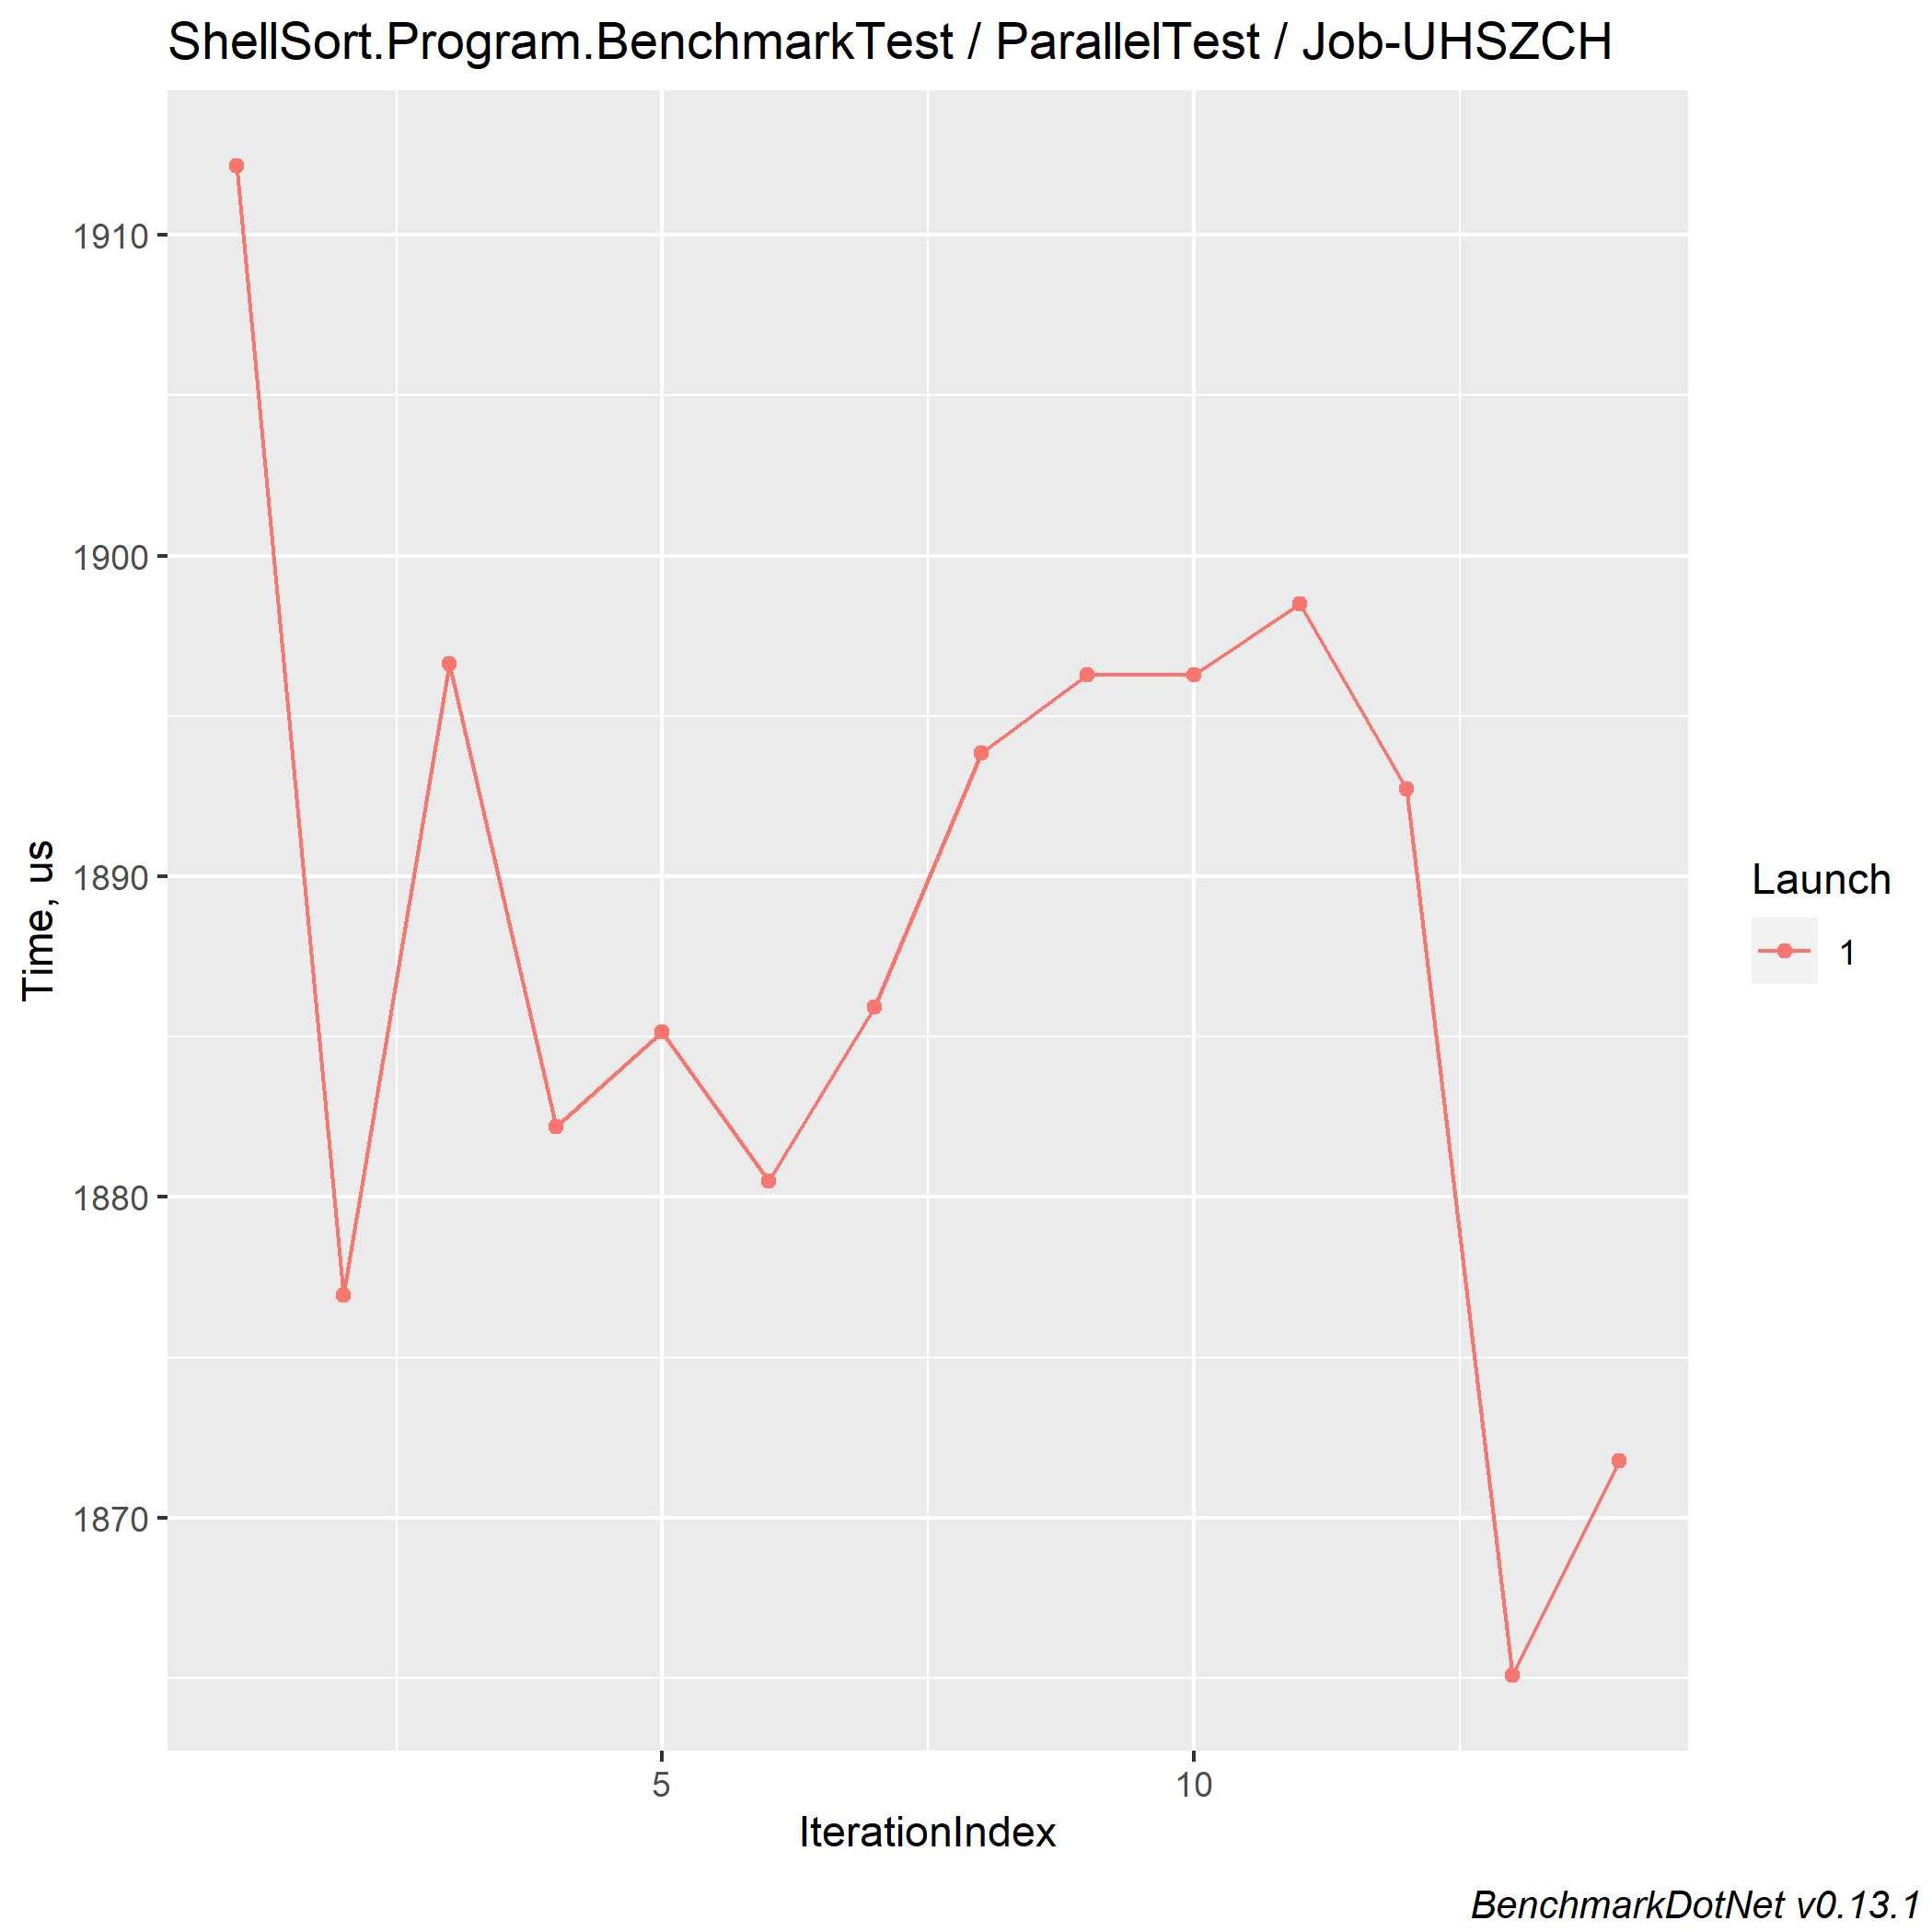 ShellSort.Program.BenchmarkTest / ParallelTest / Job-UHSZCH
1910
1900
1890
1880
1870
Time, us
5
10
IterationIndex
Launch
1
BenchmarkDotNet v0.13.1